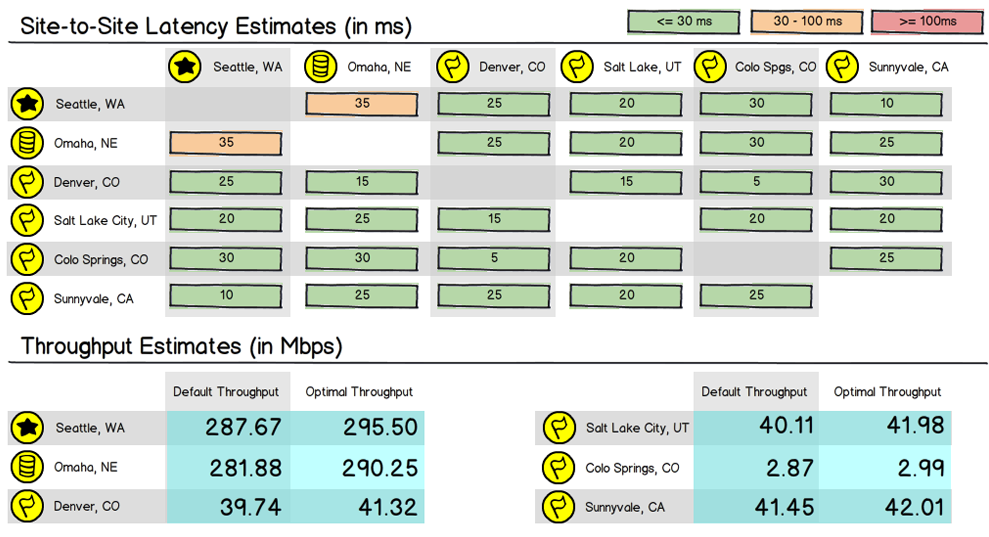 Site-to-Site Latency Estimates (in ms)
<= 30 ms 30 - 100 ms >= 100ms
Seattle, WA Omaha, NE Denver, CO Salt Lake, UT Colo Spgs, CO Sunnyvale, CA
Seattle, WA 35 25 20 30 10
Omaha, NE 35 25 20 30 25
Denver, CO 25 15 15 5 30
Salt Lake City, UT 20 25 15 20 20
Colo Springs, CO 30 30 5 20 25
Sunnyvale, CA 10 25 25 20 25
Throughput Estimates (in Mbps)
Default Throughput Optimal Throughput Default Throughput Optimal Throughput
Seattle, WA 287.67 295.50 Salt Lake City, UT 40.11 41.98
Omaha, NE 281.88 290.25 Colo Springs, CO 2.87 2.99
Denver, CO 39.74 41.32 Sunnyvale, CA 41.45 42.01